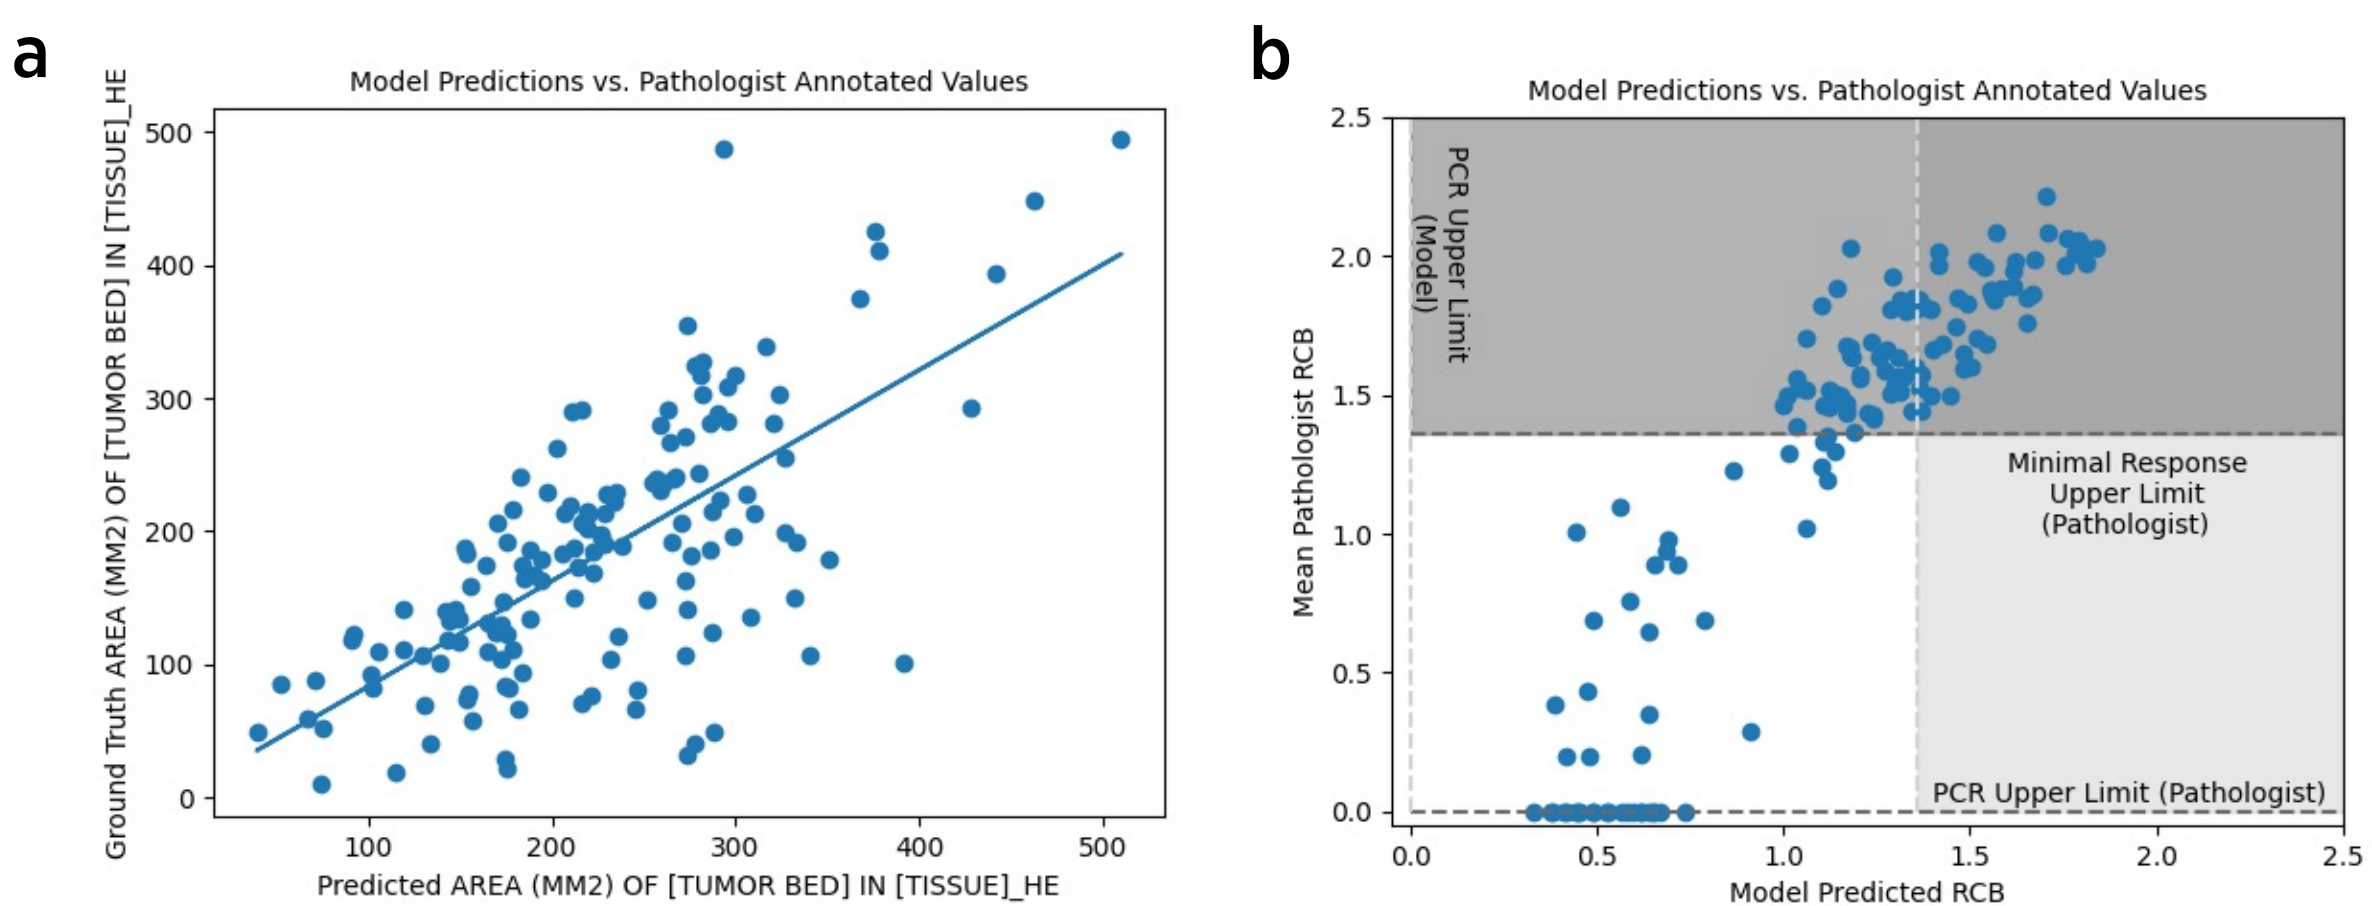 a
Model Predictions vs. Pathologist Annotated Values
Ground Truth AREA (MM2) OF [TUMOR BED] IN [TISSUE]_HE
500
400
300
200
100
0
100 200 300 400 500
Predicted AREA (MM2) OF [TUMOR BED] IN [TISSUE]_HE
b
Model Predictions vs. Pathologist Annotated Values
Mean Pathologist RCB
2.5
2.0
1.5
1.0
0.5
0.0
PCR Upper Limit
(Model)
Minimal Response
Upper Limit
(Pathologist)
PCR Upper Limit (Pathologist)
0.0 0.5 1.0 1.5 2.0 2.5
Model Predicted RCB